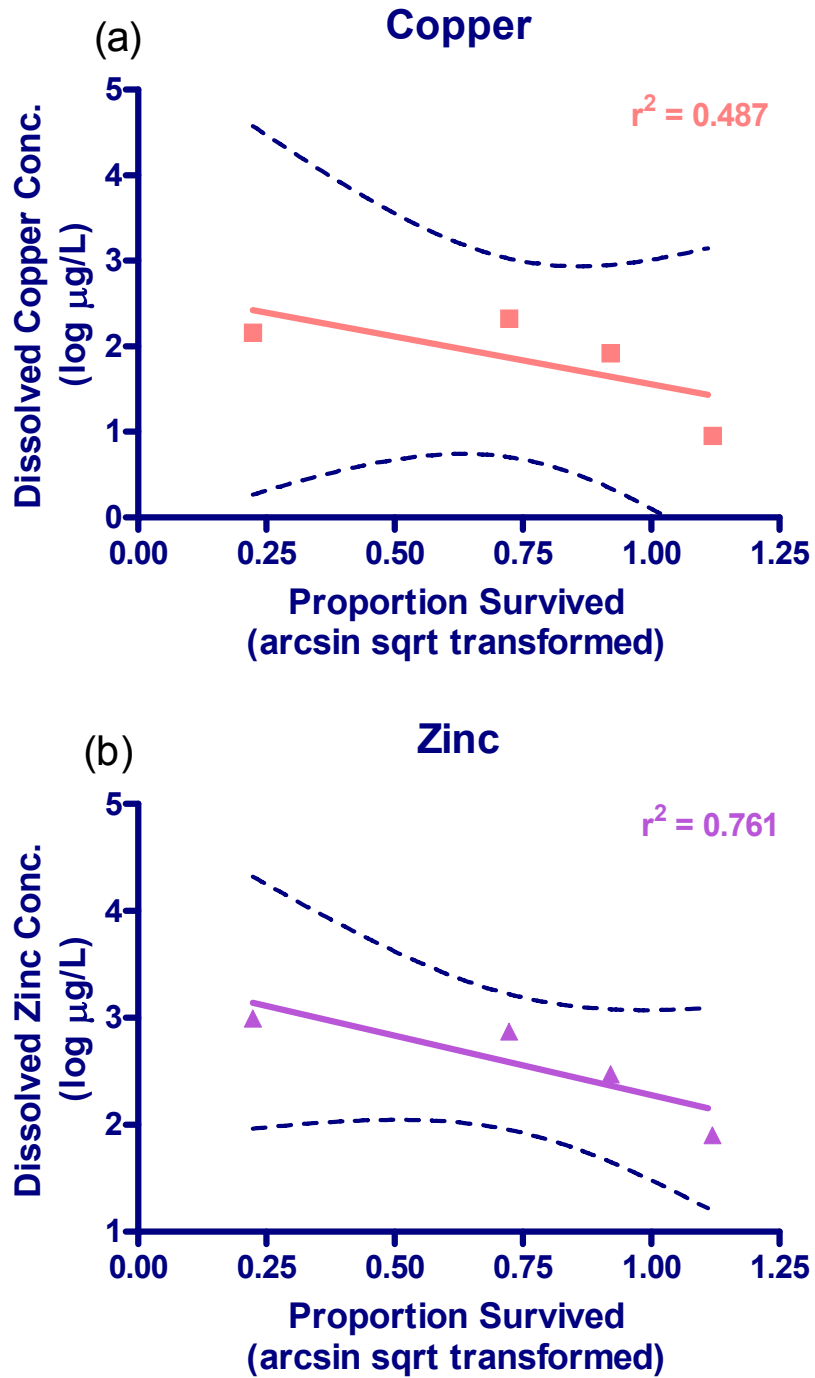 (a)
Copper
r² = 0.487
Dissolved Copper Conc.
(log μg/L)
5
4
3
2
1
0
0.00 0.25 0.50 0.75 1.00 1.25
Proportion Survived
(arcsin sqrt transformed)
(b)
Zinc
r² = 0.761
Dissolved Zinc Conc.
(log μg/L)
5
4
3
2
1
0.00 0.25 0.50 0.75 1.00 1.25
Proportion Survived
(arcsin sqrt transformed)